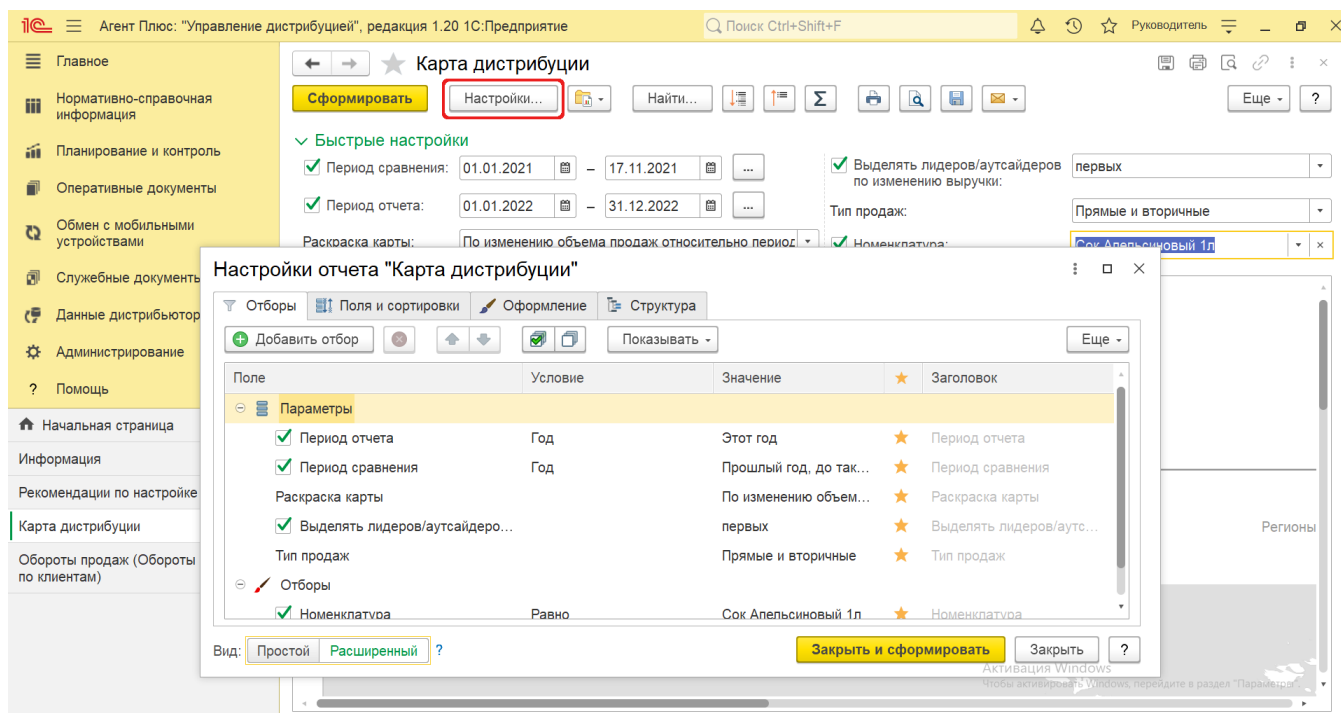 Агент Плюс: "Управление дистрибуцией", редакция 1.20 1С:Предприятие
Поиск Ctrl+Shift+F
Руководитель
Главное
Нормативно-справочная
информация
Планирование и контроль
Оперативные документы
Обмен с мобильными
устройствами
Служебные документы
Данные дистрибьютор
Администрирование
? Помощь
Начальная страница
Информация
Рекомендации по настройке
Карта дистрибуции
Обороты продаж (Обороты
по клиентам)
Карта дистрибуции
Сформировать Настройки... Найти... Еще ?
Быстрые настройки
Период сравнения: 01.01.2021 – 17.11.2021 ...
Период отчета: 01.01.2022 – 31.12.2022 ...
Раскраска карты: По изменению объема продаж относительно период
Выделять лидеров/аутсайдеров
по изменению выручки:
первых
Тип продаж: Прямые и вторичные
Номенклатура: Сок Апельсиновый 1л
Настройки отчета "Карта дистрибуции"
Отборы Поля и сортировки Оформление Структура
Добавить отбор Показывать Еще
Поле Условие Значение Заголовок
Параметры
Период отчета Год Этот год Период отчета
Период сравнения Год Прошлый год, до так... Период сравнения
Раскраска карты По изменению объем... Раскраска карты
Выделять лидеров/аутсайдеро... первых Выделять лидеров/аутс...
Тип продаж Прямые и вторичные Тип продаж
Отборы
Номенклатура Равно Сок Апельсиновый 1л Номенклатура
Вид: Простой Расширенный ? Закрыть и сформировать Закрыть ?
Регионы
Активация Windows
Чтобы активировать Windows, перейдите в раздел "Параметры".